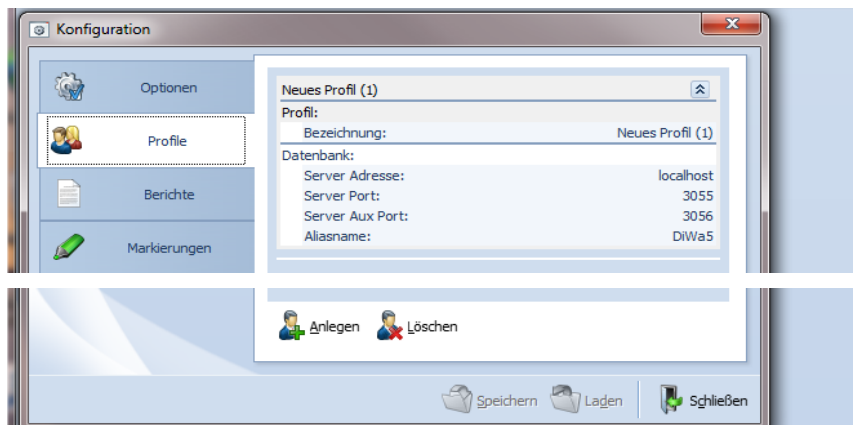 Konfiguration
Optionen
Profile
Berichte
Markierungen
Neues Profil (1)
Profil:
Bezeichnung: Neues Profil (1)
Datenbank:
Server Adresse: localhost
Server Port: 3055
Server Aux Port: 3056
Aliasname: DiWa5
Anlegen Löschen
Speichern Laden Schließen